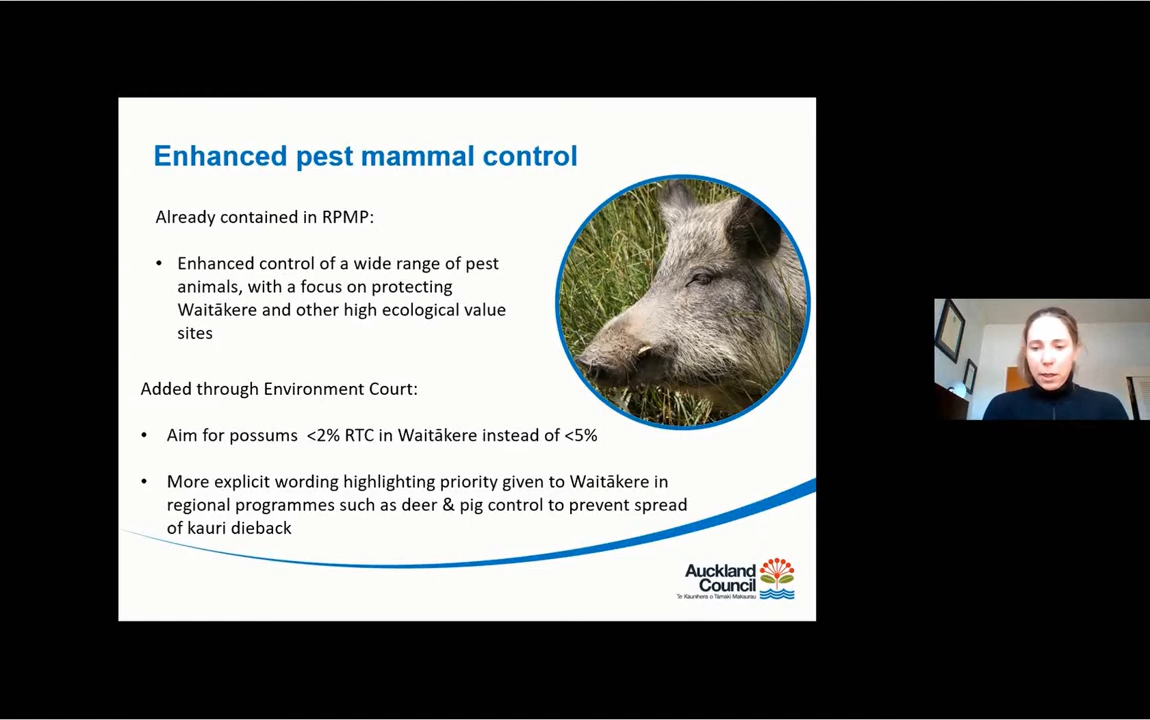 Enhanced pest mammal control
Already contained in RPMP:
• Enhanced control of a wide range of pest
animals, with a focus on protecting
Waitākere and other high ecological value
sites
Added through Environment Court:
• Aim for possums <2% RTC in Waitākere instead of <5%
• More explicit wording highlighting priority given to Waitākere in
regional programmes such as deer & pig control to prevent spread
of kauri dieback
Auckland
Council
Te Kaunihera o Tāmaki Makaurau